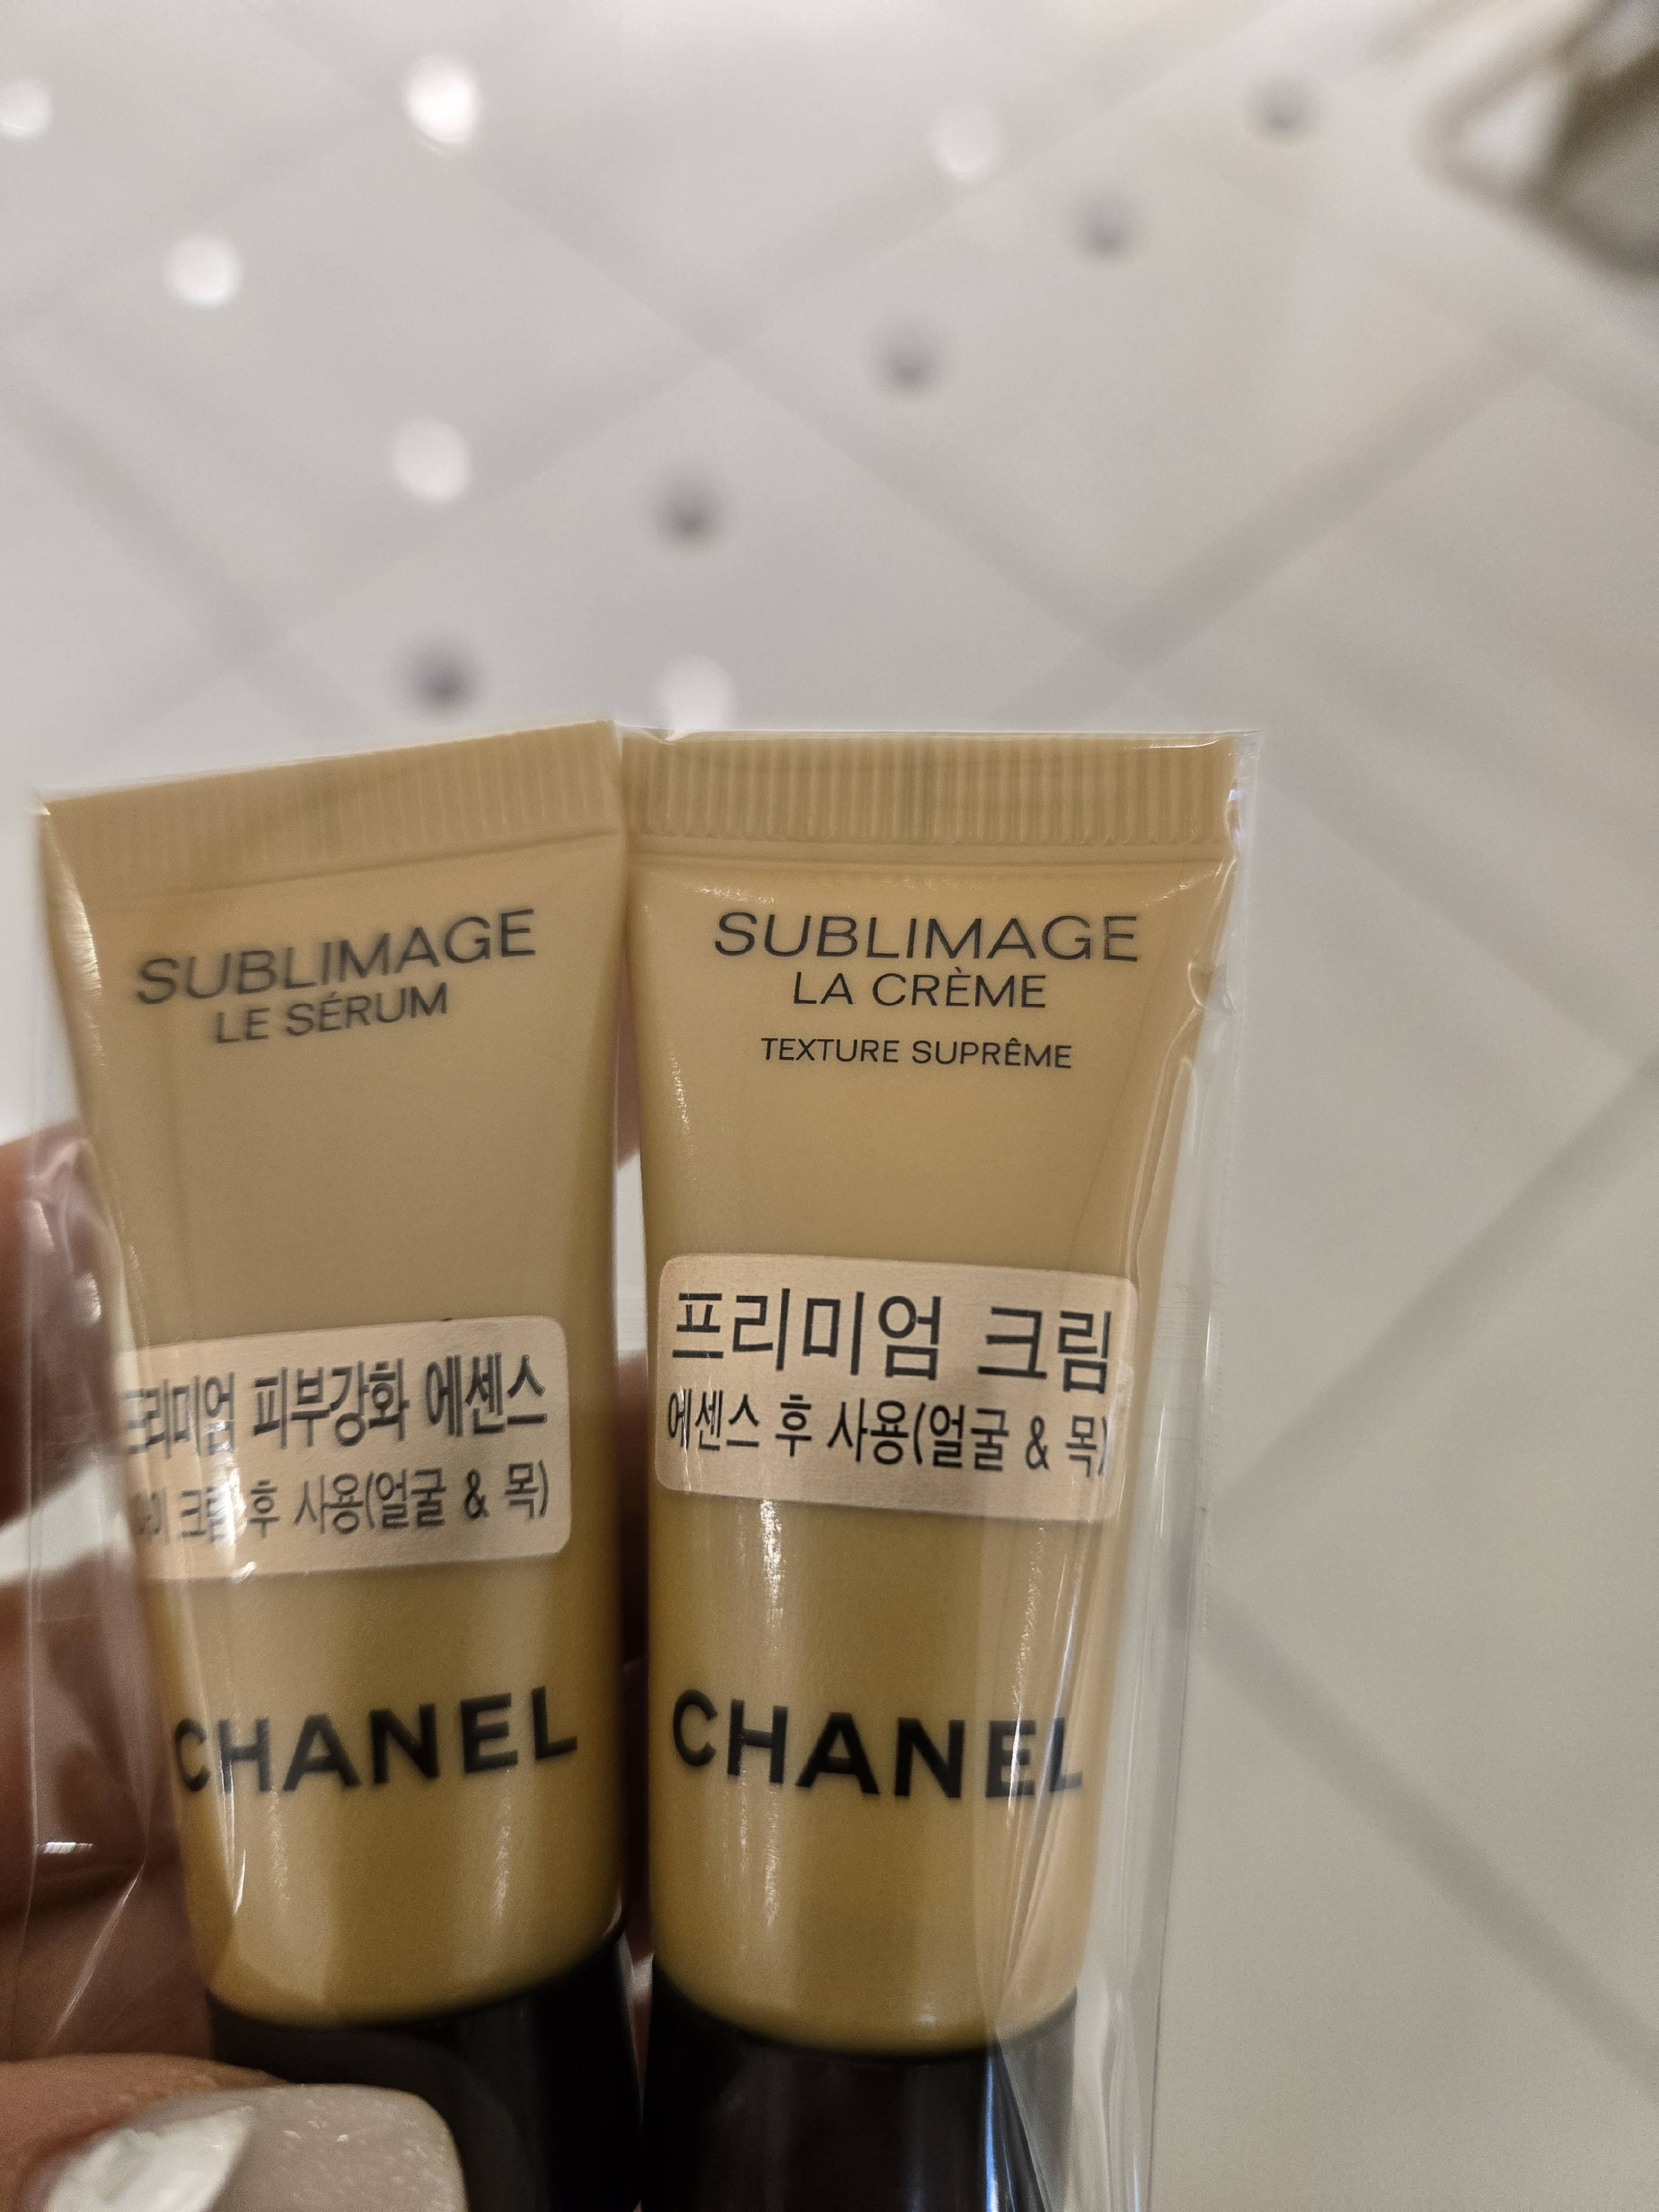 SUBLIMAGE
LE SÉRUM
프리미엄 피부강화 에센스
크림 후 사용(얼굴 & 목)
CHANEL
SUBLIMAGE
LA CRÈME
TEXTURE SUPRÊME
프리미엄 크림
에센스 후 사용(얼굴 & 목)
CHANEL